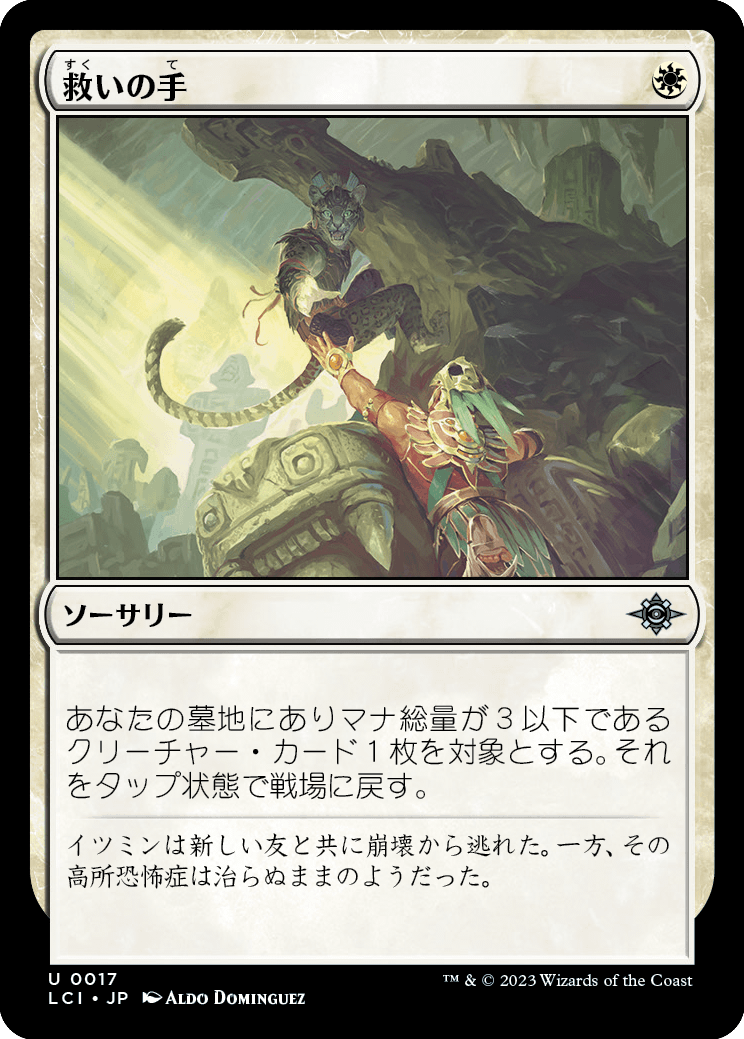 すく て
救いの手
ソーサリー
あなたの墓地にありマナ総量が３以下である
クリーチャー・カード１枚を対象とする。それ
をタップ状態で戦場に戻す。
イツミンは新しい友と共に崩壊から逃れた。一方、その
高所恐怖症は治らぬままのようだった。
U 0017
LCI • JP ALDO DOMINGUEZ
™ & © 2023 Wizards of the Coast